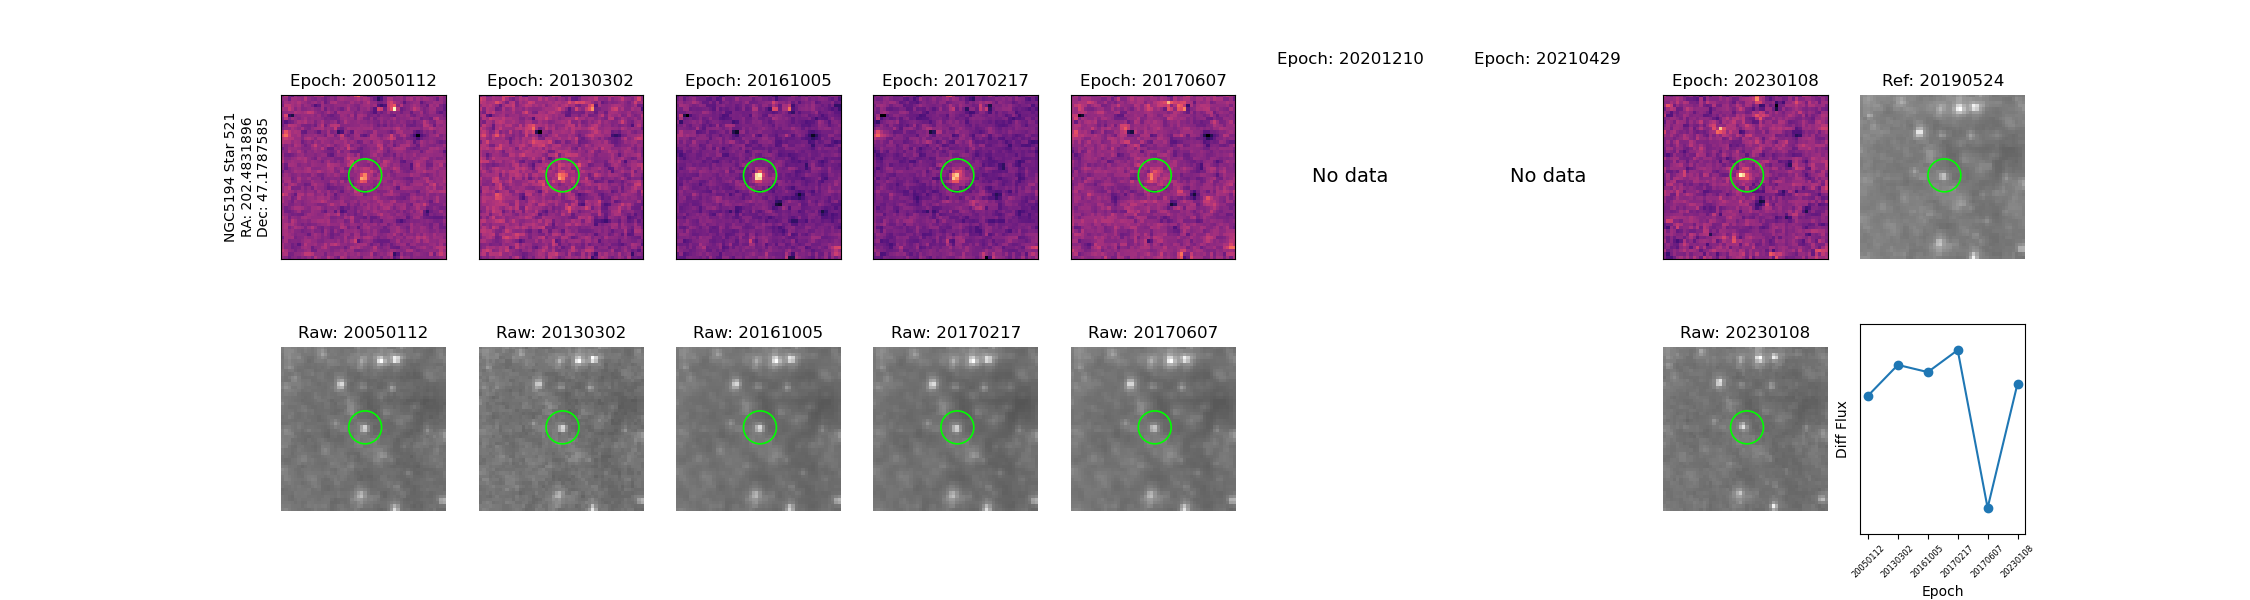 NGC5194 Star 521
RA: 202.4831896
Dec: 47.1787585
Epoch: 20050112
Epoch: 20130302
Epoch: 20161005
Epoch: 20170217
Epoch: 20170607
Epoch: 20201210
Epoch: 20210429
Epoch: 20230108
Ref: 20190524
No data
No data
Raw: 20050112
Raw: 20130302
Raw: 20161005
Raw: 20170217
Raw: 20170607
Raw: 20230108
Diff Flux
20050112
20130302
20161005
20170217
20170607
20230108
Epoch